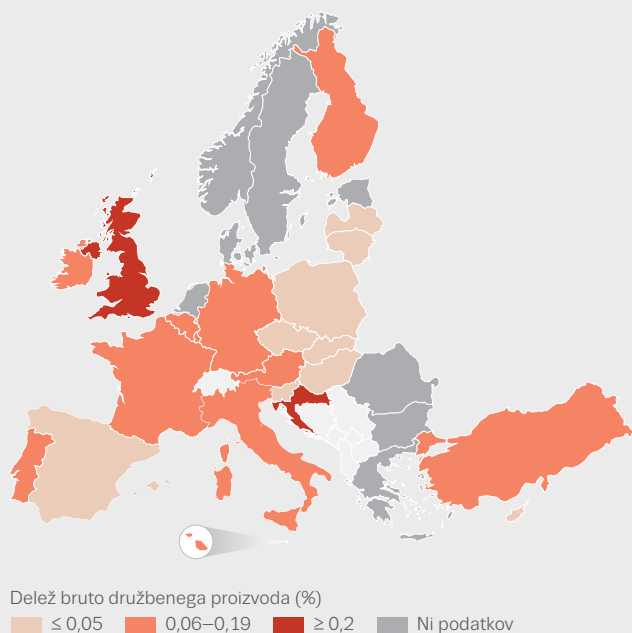 Delež bruto družbenega proizvoda (%)
≤ 0,05 0,06–0,19 ≥ 0,2 Ni podatkov